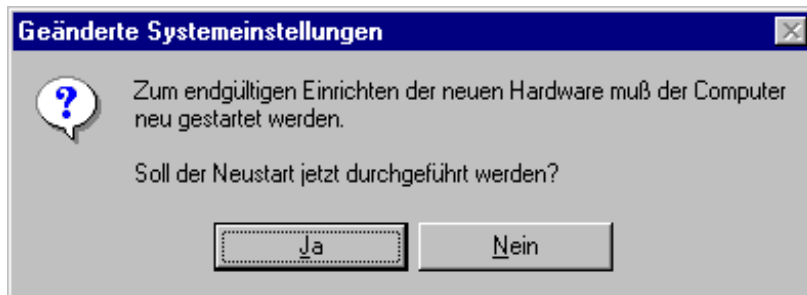 Geänderte Systemeinstellungen
Zum endgültigen Einrichten der neuen Hardware muß der Computer
neu gestartet werden.
Soll der Neustart jetzt durchgeführt werden?
Ja
Nein